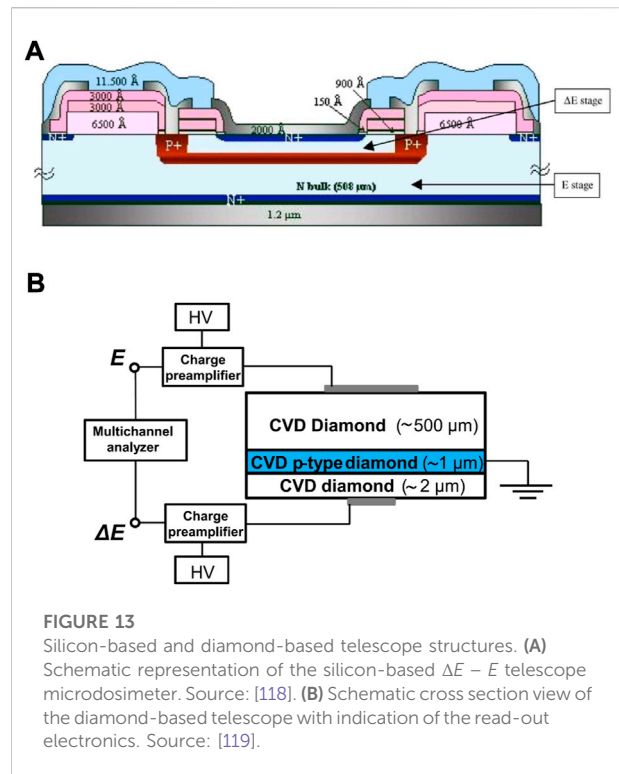 A
11.500 Å
3000 Å
3000 Å
6500 Å
900 Å
150 Å
2000 Å
6500 Å
ΔE stage
N+
N+
N+
P+
P+
N bulk (508 μm)
E stage
N+
1.2 μm
B
HV
E
Charge preamplifier
Multichannel analyzer
CVD Diamond (~500 μm)
CVD p-type diamond (~1 μm)
CVD diamond (~2 μm)
ΔE
Charge preamplifier
HV
FIGURE 13
Silicon-based and diamond-based telescope structures. (A)
Schematic representation of the silicon-based ΔE – E telescope
microdosimeter. Source: [118]. (B) Schematic cross section view of
the diamond-based telescope with indication of the read-out
electronics. Source: [119].